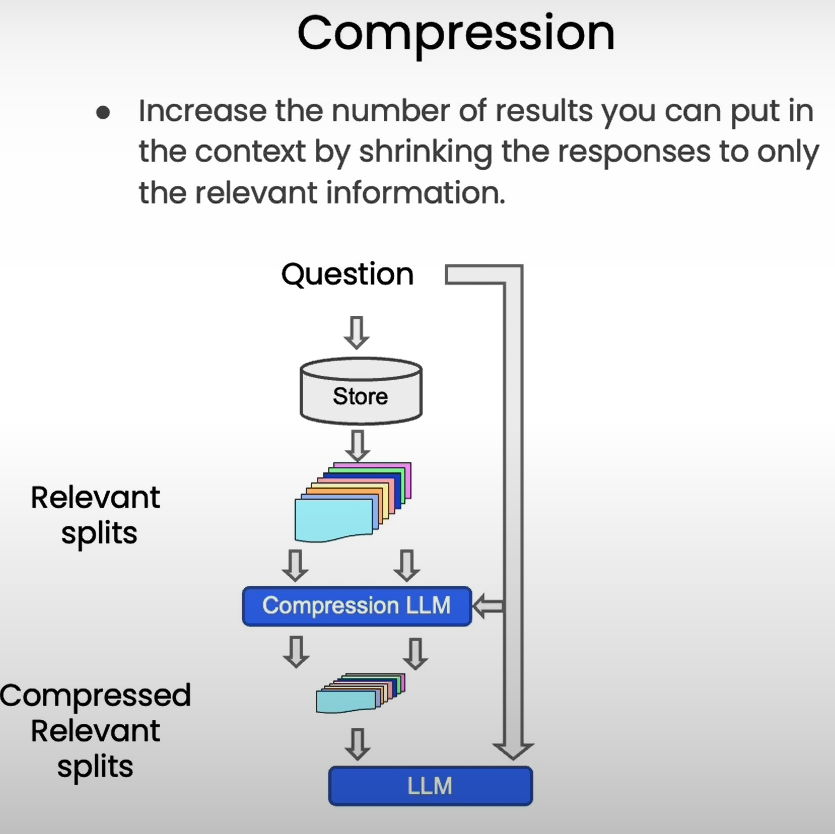 Compression
• Increase the number of results you can put in
the context by shrinking the responses to only
the relevant information.
Question
Store
Relevant
splits
Compression LLM
Compressed
Relevant
splits
LLM